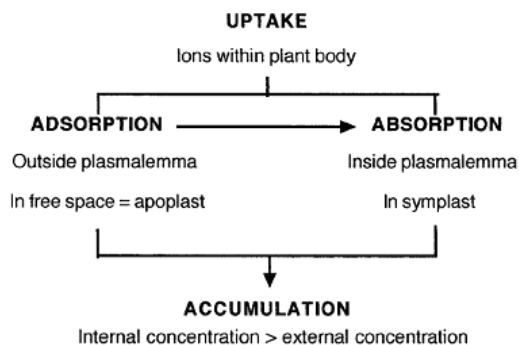 UPTAKE
Ions within plant body
ADSORPTION
ABSORPTION
Outside plasmalemma
Inside plasmalemma
In free space = apoplast
In symplast
ACCUMULATION
Internal concentration > external concentration